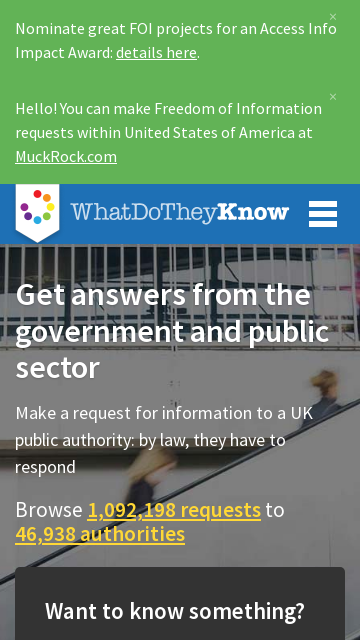 ×
Nominate great FOI projects for an Access Info
Impact Award: details here.
×
Hello! You can make Freedom of Information
requests within United States of America at
MuckRock.com
WhatDoTheyKnow
Get answers from the
government and public
sector
Make a request for information to a UK
public authority: by law, they have to
respond
Browse 1,092,198 requests to
46,938 authorities
Want to know something?